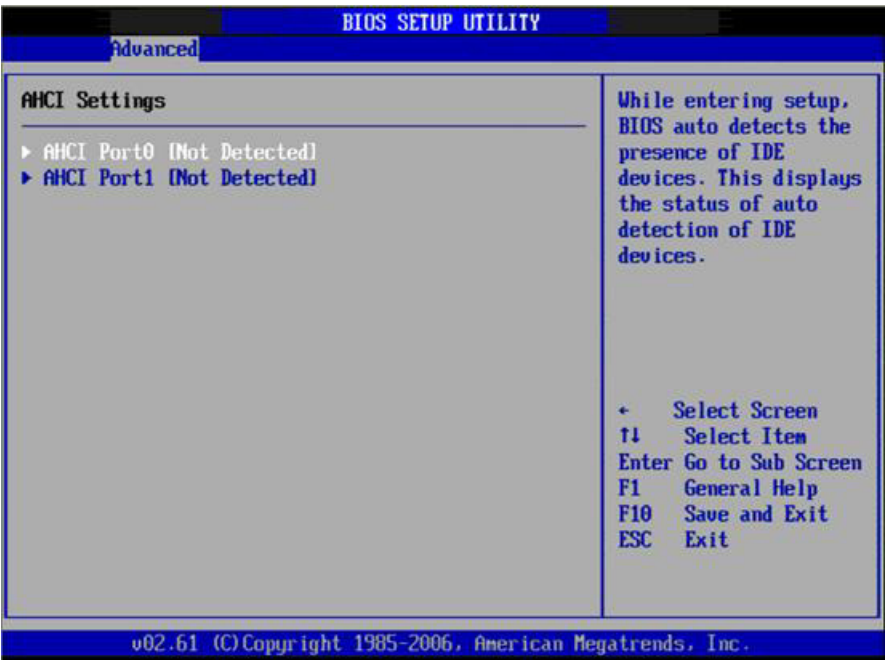 BIOS SETUP UTILITY
Advanced
AHCI Settings
▶ AHCI Port0 [Not Detected]
▶ AHCI Port1 [Not Detected]
While entering setup,
BIOS auto detects the
presence of IDE
devices. This displays
the status of auto
detection of IDE
devices.
← Select Screen
↑↓ Select Item
Enter Go to Sub Screen
F1 General Help
F10 Save and Exit
ESC Exit
v02.61 (C)Copyright 1985-2006, American Megatrends, Inc.